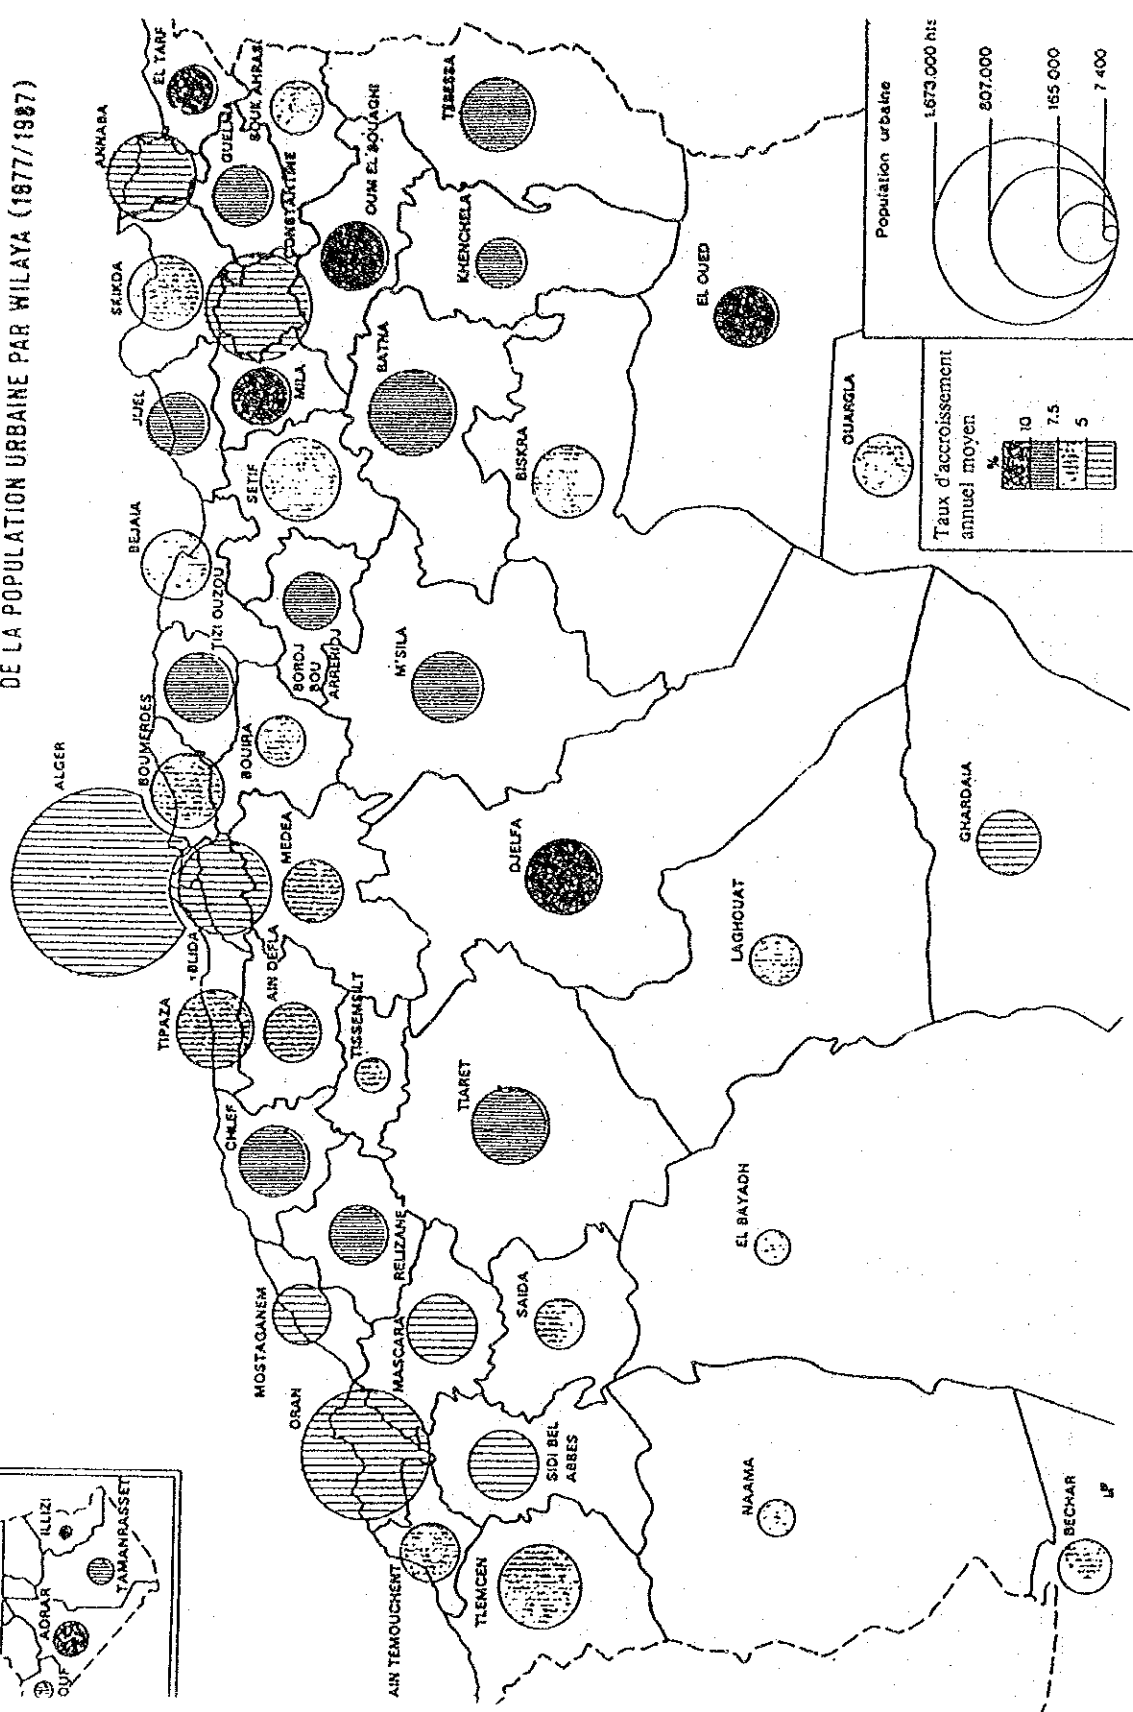 DE LA POPULATION URBAINE PAR WILAYA (1877/1987)
ALGER
ANNABA
EL TARF
SKIKDA
GUELMA
SOUK AHRAS
JIJEL
CONSTANTINE
BEJAIA
MILA
OUM EL BOUAGHI
TIZI OUZOU
SETIF
BOUMERDES
BORDJ
BOU
ARRERIDJ
BATNA
KHENCHELA
TEBESSA
BOUIRA
BLIDA
MEDEA
M'SILA
BISKRA
TIPAZA
AIN DEFLA
TISSEMSILT
DJELFA
EL OUED
CHLEF
TIARET
LAGHOUAT
OUARGLA
MOSTAGANEM
RELIZANE
GHARDAIA
ORAN
MASCARA
SAIDA
EL BAYADH
AIN TEMOUCHENT
SIDI BEL
ABBES
TLEMCEN
NAAMA
BECHAR
ADRAR
ILLIZI
TAMANRASSET
Population urbaine
1.673.000 hts
807.000
165 000
7 400
Taux d'accroissement
annuel moyen
%
10
7.5
5